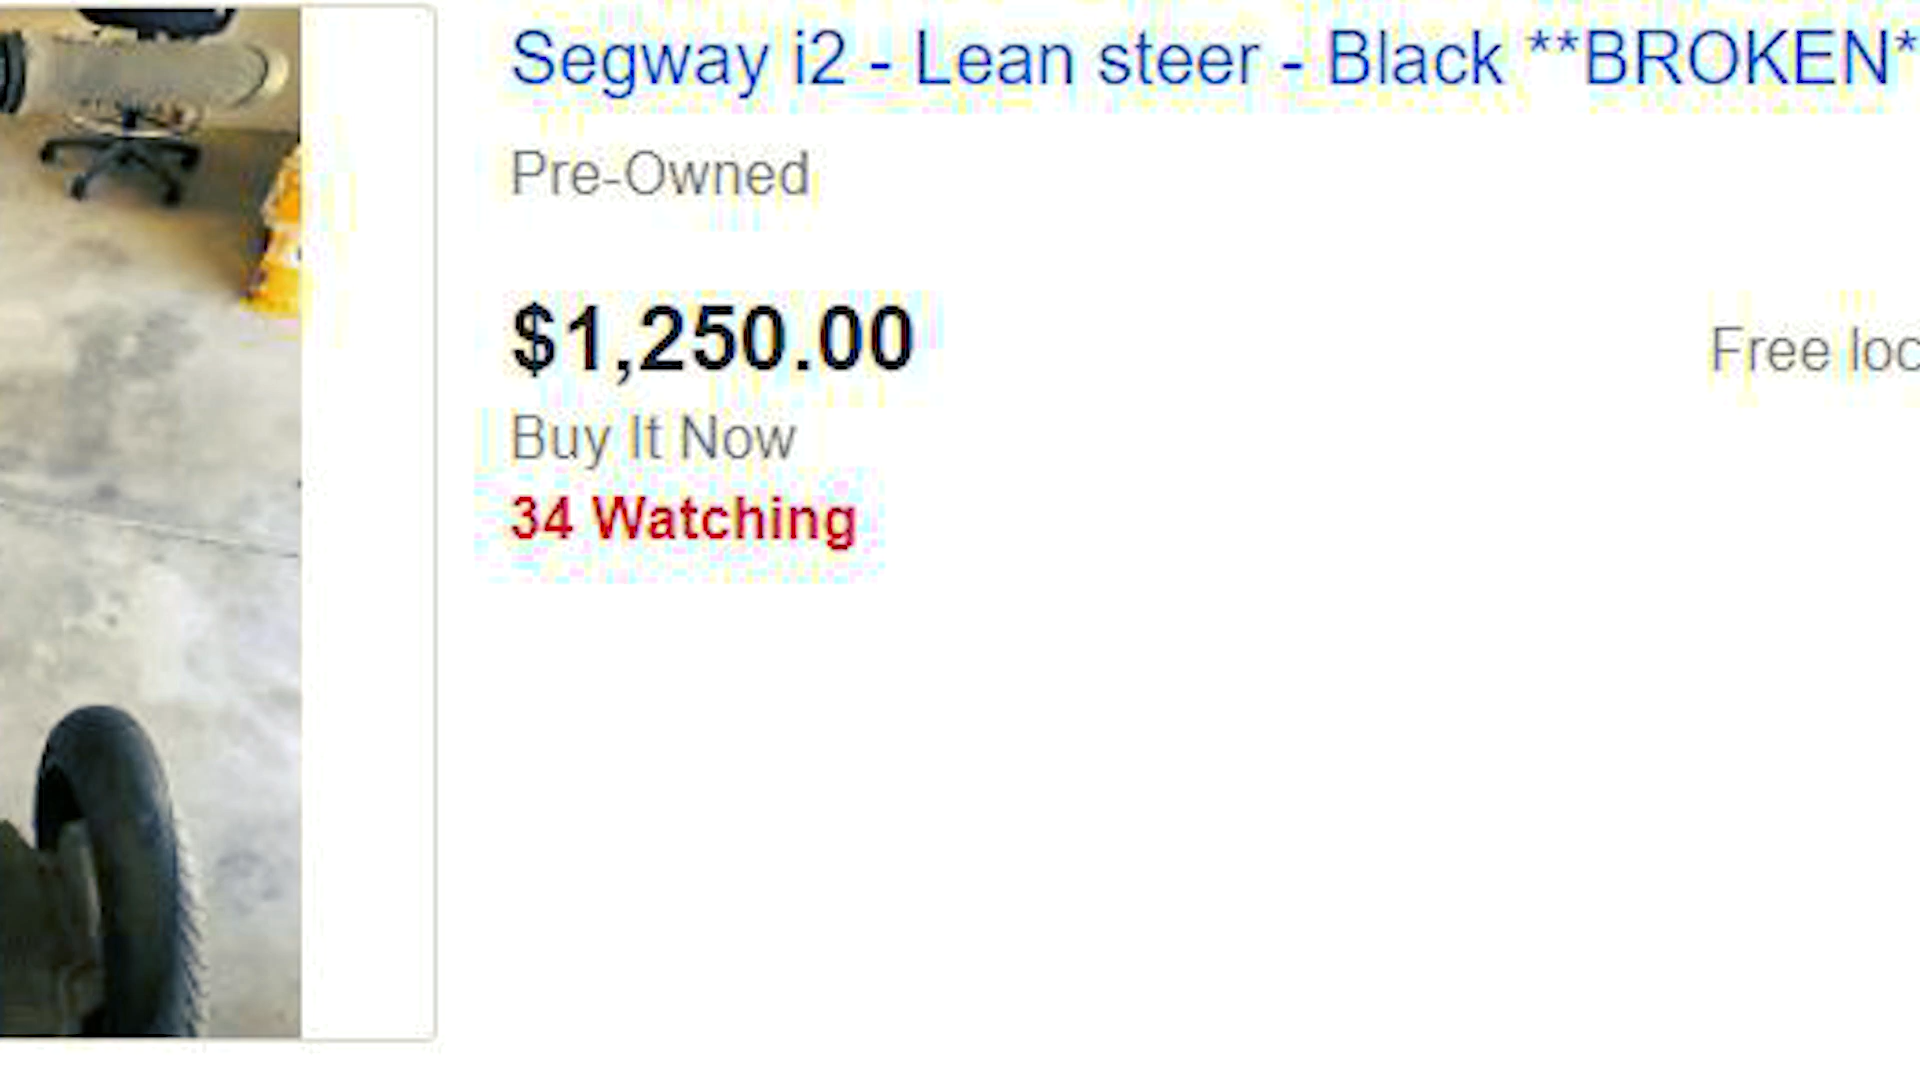 Segway i2 - Lean steer - Black **BROKEN*
Pre-Owned
$1,250.00
Free loc
Buy It Now
34 Watching